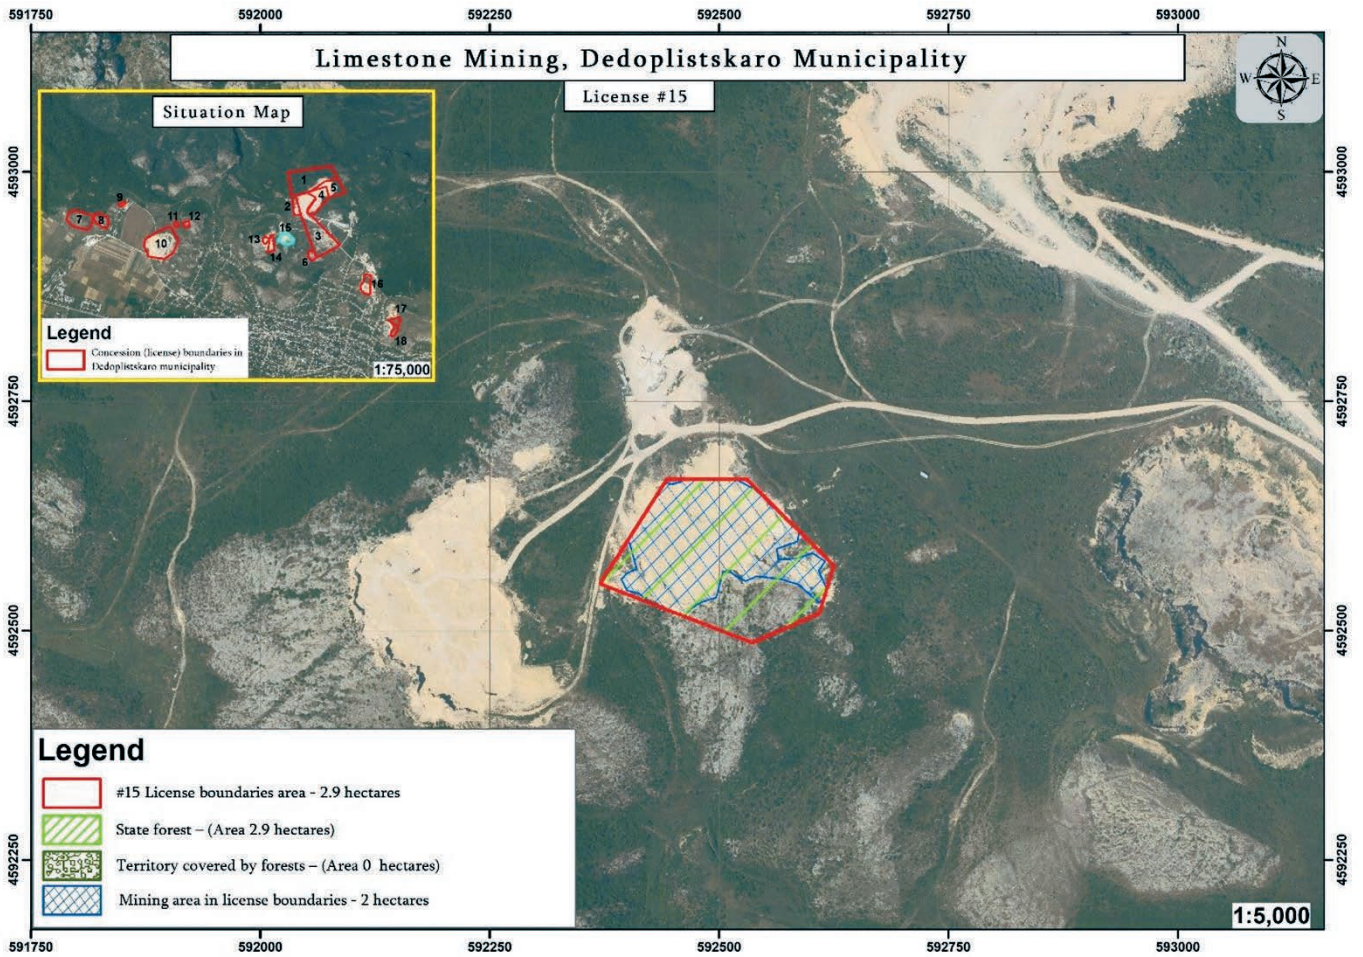 591750 592000 592250 592500 592750 593000
Limestone Mining, Dedoplistskaro Municipality
License #15
N
W E
S
Situation Map
1
5
4
2
3
6
9
7 8
11 12
10
13
14
15
16
17
18
Legend
Concession (license) boundaries in
Dedoplistskaro municipality
1:75,000
4593000 4593000
4592750 4592750
4592500 4592500
4592250 4592250
Legend
#15 License boundaries area - 2.9 hectares
State forest – (Area 2.9 hectares)
Territory covered by forests – (Area 0 hectares)
Mining area in license boundaries - 2 hectares
1:5,000
591750 592000 592250 592500 592750 593000